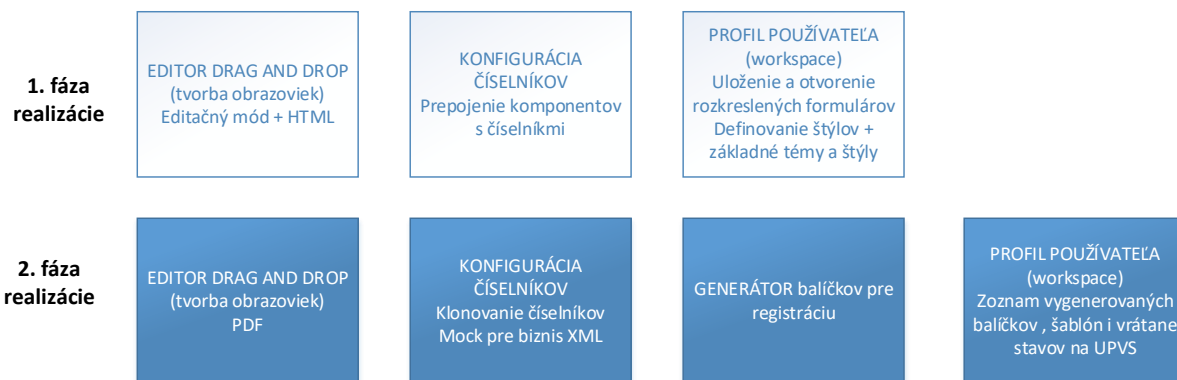 1. fáza
realizácie
EDITOR DRAG AND DROP
(tvorba obrazoviek)
Editačný mód + HTML
KONFIGURÁCIA
ČÍSELNÍKOV
Prepojenie komponentov
s číselníkmi
PROFIL POUŽÍVATEĽA
(workspace)
Uloženie a otvorenie
rozkreslených formulárov
Definovanie štýlov +
základné témy a štýly
2. fáza
realizácie
EDITOR DRAG AND DROP
(tvorba obrazoviek)
PDF
KONFIGURÁCIA
ČÍSELNÍKOV
Klonovanie číselníkov
Mock pre biznis XML
GENERÁTOR balíčkov pre
registráciu
PROFIL POUŽÍVATEĽA
(workspace)
Zoznam vygenerovaných
balíčkov , šablón i vrátane
stavov na UPVS